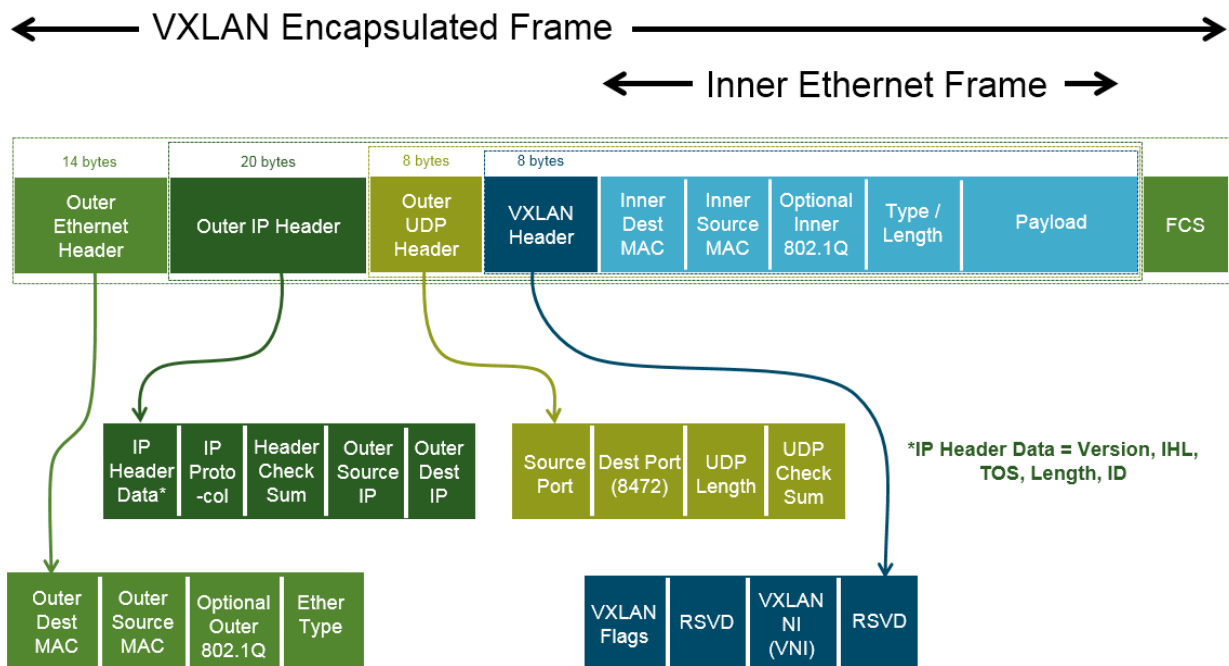 VXLAN Encapsulated Frame
Inner Ethernet Frame
14 bytes
20 bytes
8 bytes
8 bytes
Outer
Ethernet
Header
Outer IP Header
Outer
UDP
Header
VXLAN
Header
Inner
Dest
MAC
Inner
Source
MAC
Optional
Inner
802.1Q
Type /
Length
Payload
FCS
IP
Header
Data*
IP
Proto
-col
Header
Check
Sum
Outer
Source
IP
Outer
Dest
IP
Source
Port
Dest Port
(8472)
UDP
Length
UDP
Check
Sum
*IP Header Data = Version, IHL,
TOS, Length, ID
Outer
Dest
MAC
Outer
Source
MAC
Optional
Outer
802.1Q
Ether
Type
VXLAN
Flags
RSVD
VXLAN
NI
(VNI)
RSVD